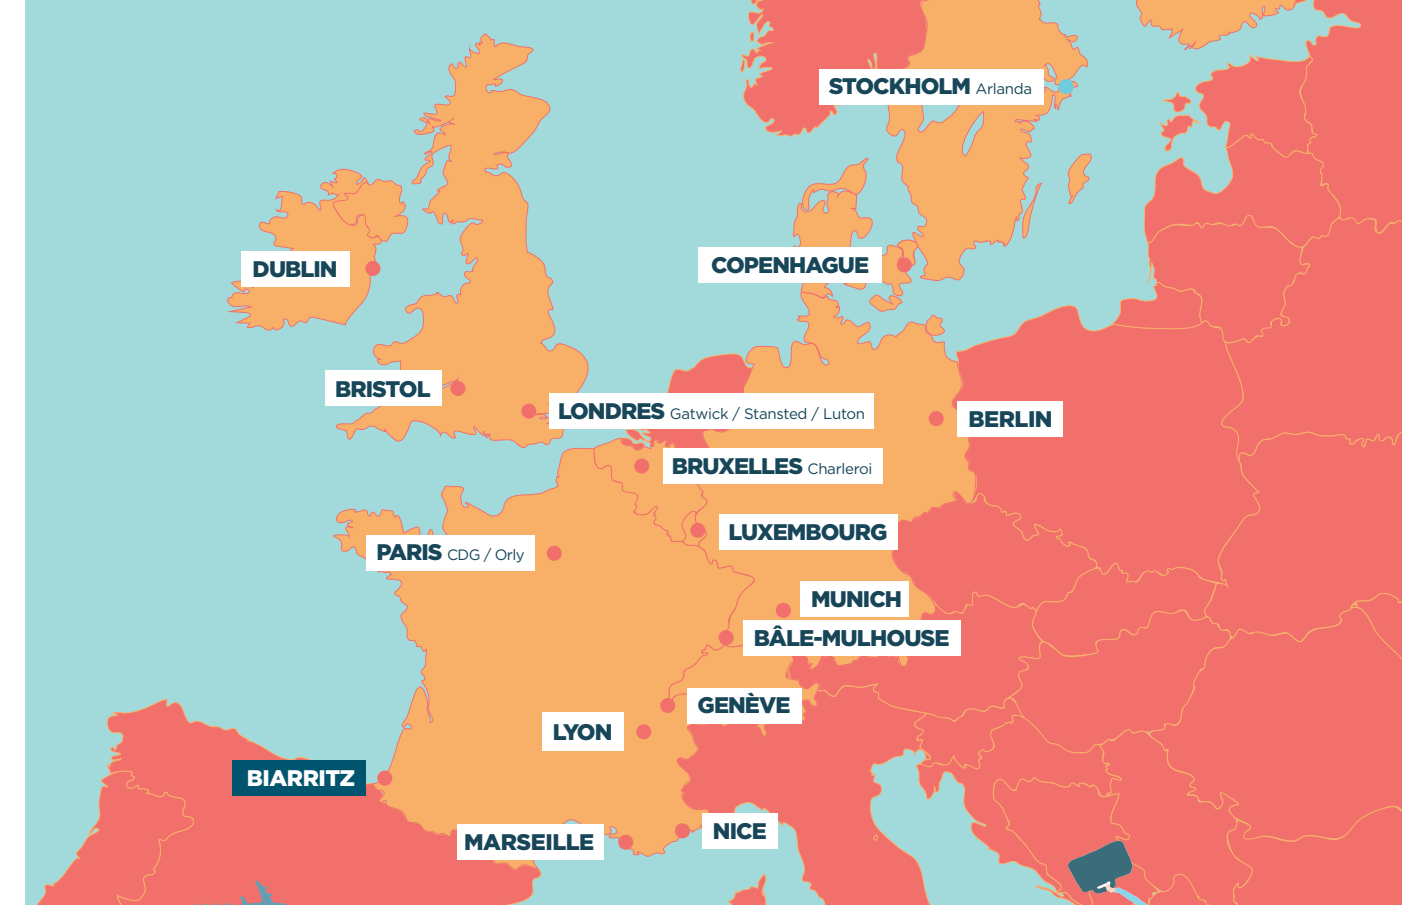 STOCKHOLM Arlanda
DUBLIN
COPENHAGUE
BRISTOL
LONDRES Gatwick / Stansted / Luton
BERLIN
BRUXELLES Charleroi
LUXEMBOURG
PARIS CDG / Orly
MUNICH
BÂLE-MULHOUSE
GENÈVE
LYON
BIARRITZ
NICE
MARSEILLE